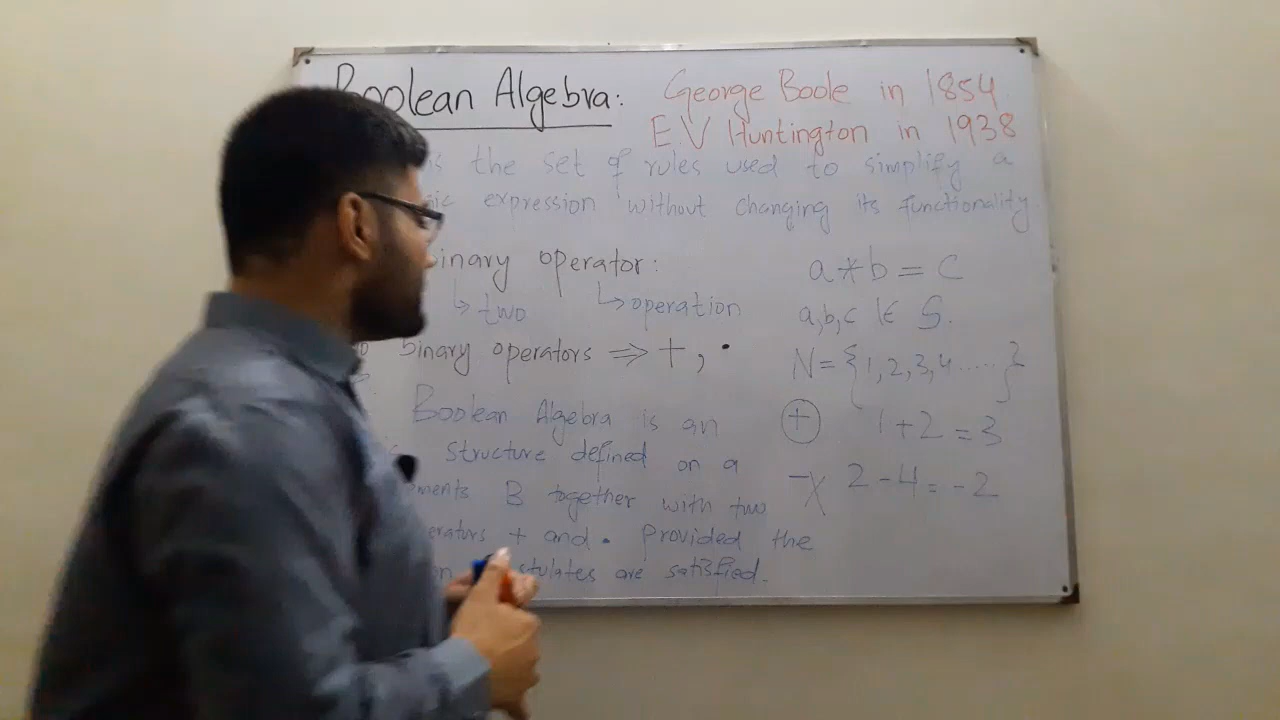 Boolean Algebra: George Boole in 1854.
E.V Huntington in 1938
is the set of rules used to simplify a
expression without changing its functionality
Binary operator: a * b = c
↳ two ↳ operation
a,b,c ∈ S.
Binary operators ⇒ +, •
N = {1,2,3,4.....}
Boolean Algebra is an
+ 1+2 = 3
structure defined on a
- X 2 - 4 = -2
B together with two
+ and • Provided the
are satisfied.